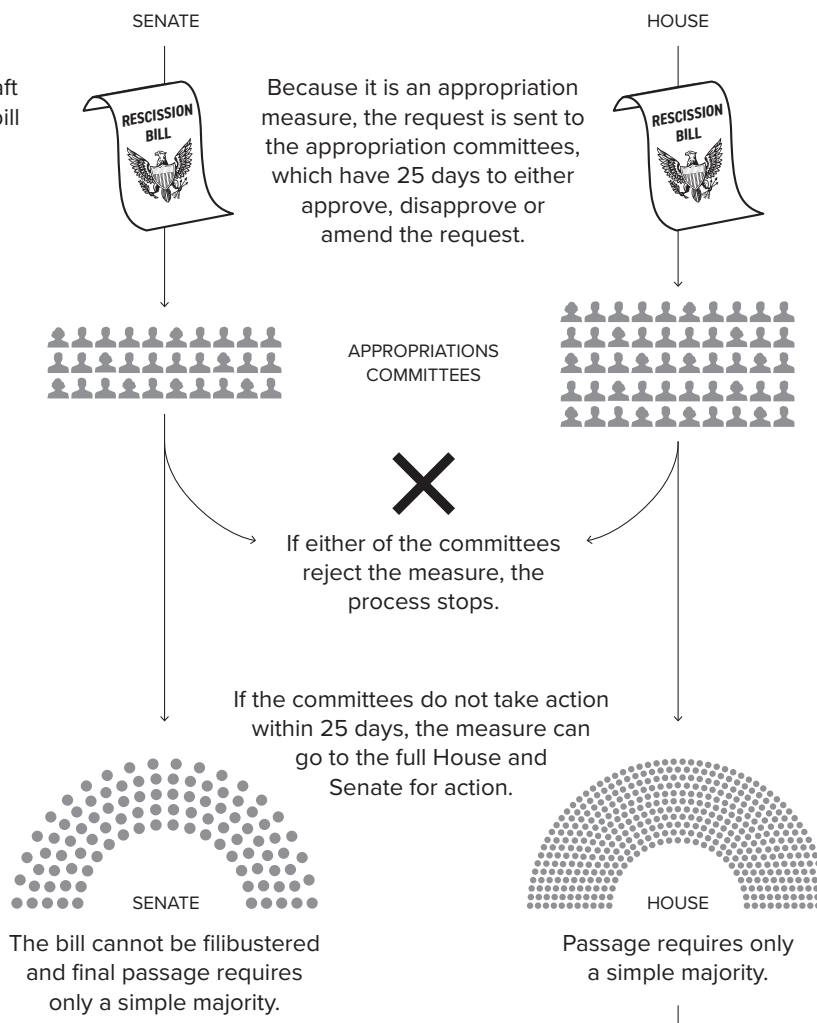 SENATE
HOUSE
RESCISSION
BILL
Because it is an appropriation
measure, the request is sent to
the appropriation committees,
which have 25 days to either
approve, disapprove or
amend the request.
RESCISSION
BILL
APPROPRIATIONS
COMMITTEES
If either of the committees
reject the measure, the
process stops.
If the committees do not take action
within 25 days, the measure can
go to the full House and
Senate for action.
SENATE
The bill cannot be filibustered
and final passage requires
only a simple majority.
HOUSE
Passage requires only
a simple majority.